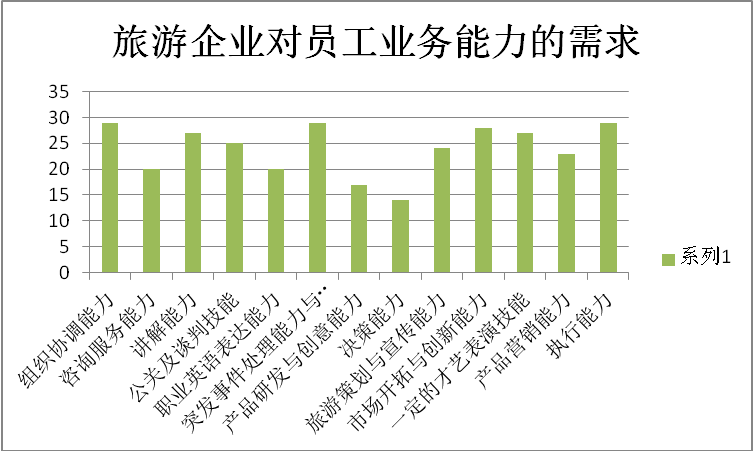 旅游企业对员工业务能力的需求
35
30
25
20
15
10
5
0
组织协调能力
咨询服务能力
讲解能力
公关及谈判技能
职业英语表达能力
突发事件处理能力与..
产品研发与创意能力
决策能力
旅游策划与宣传能力
市场开拓与创新能力
一定的才艺表演技能
产品营销能力
执行能力
系列1